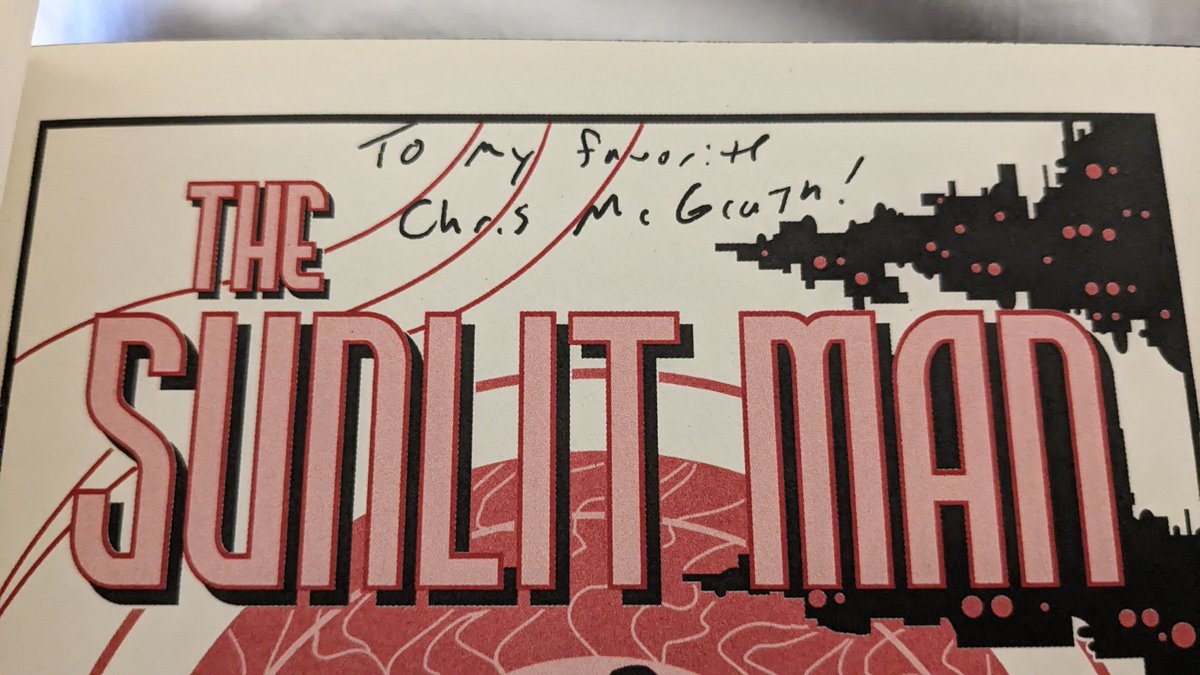 To my favorite
Chris McGrath!
THE
SUNLIT MAN